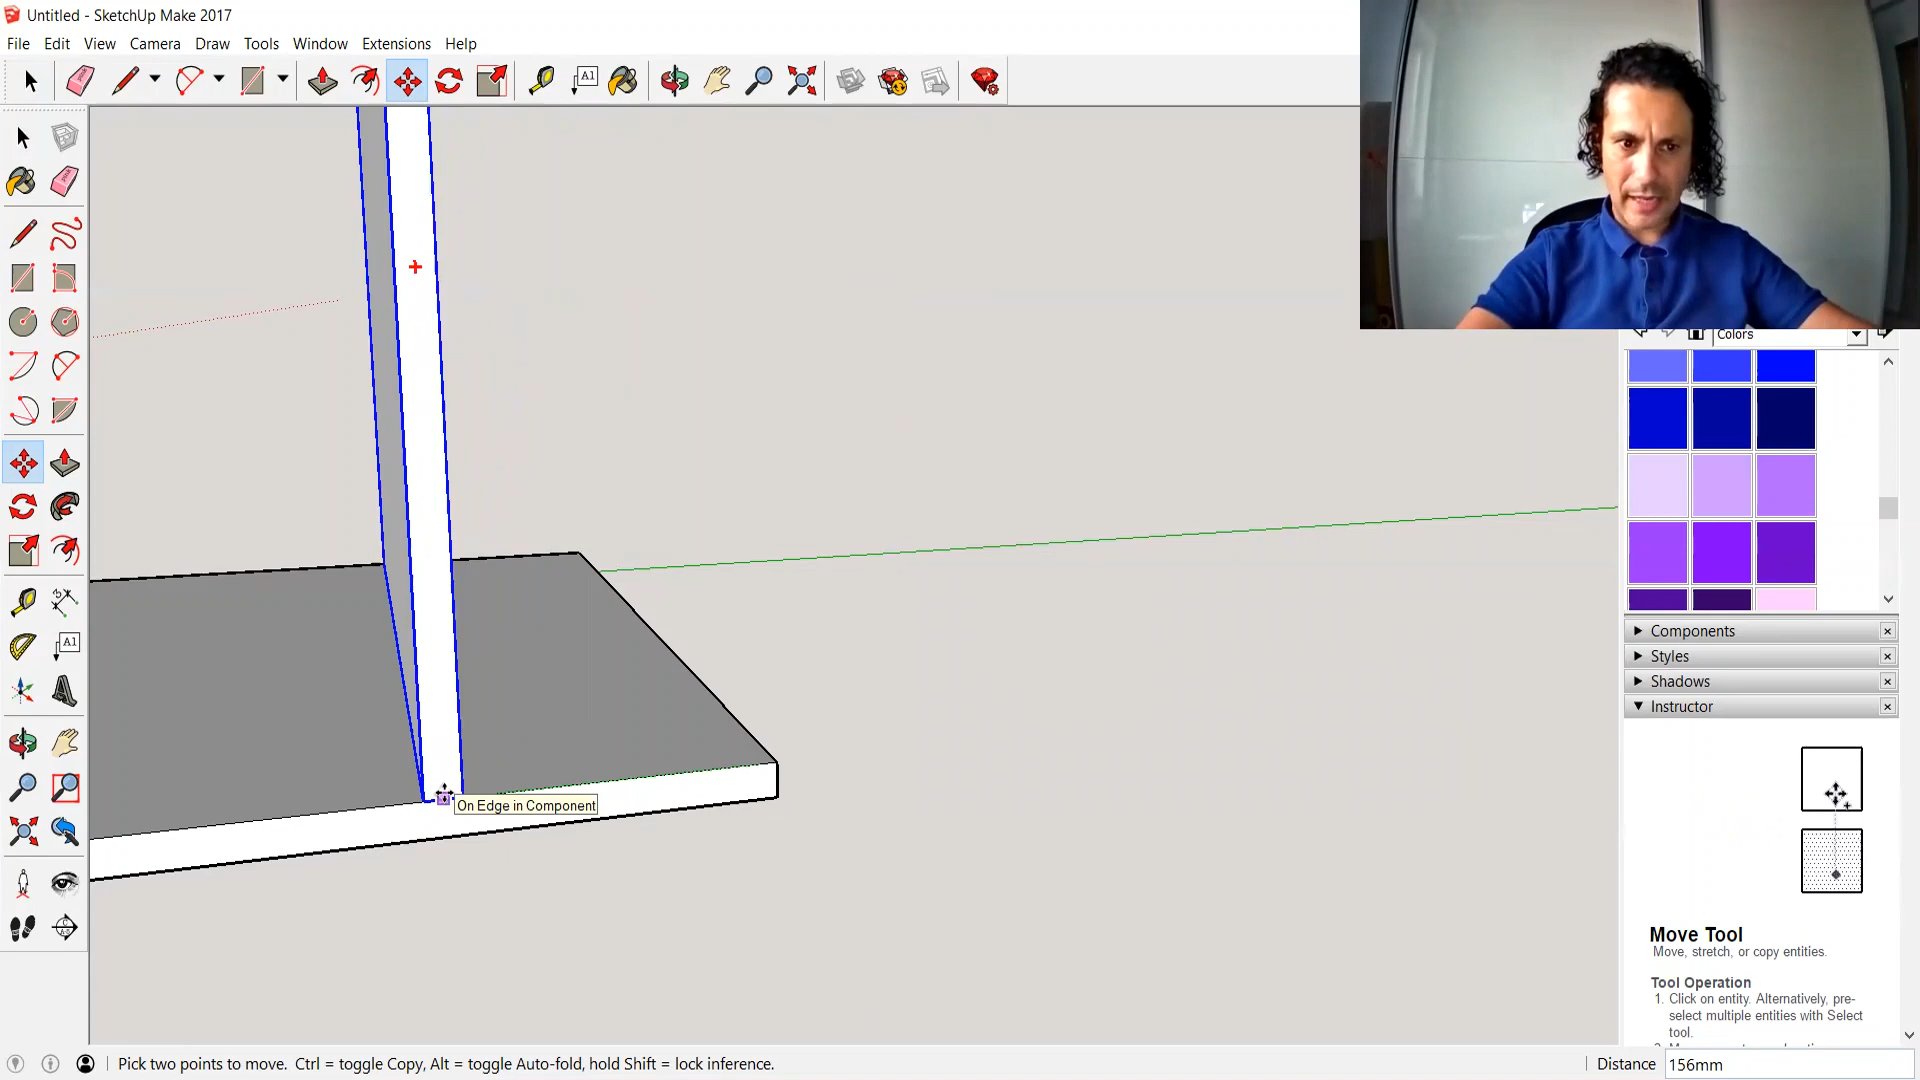 Untitled - SketchUp Make 2017
File Edit View Camera Draw Tools Window Extensions Help
A1
Colors
A1
On Edge in Component
Components
Styles
Shadows
Instructor
Move Tool
Move, stretch, or copy entities.
Tool Operation
1. Click on entity. Alternatively, pre-
select multiple entities with Select
tool.
Pick two points to move. Ctrl = toggle Copy, Alt = toggle Auto-fold, hold Shift = lock inference.
Distance 156mm